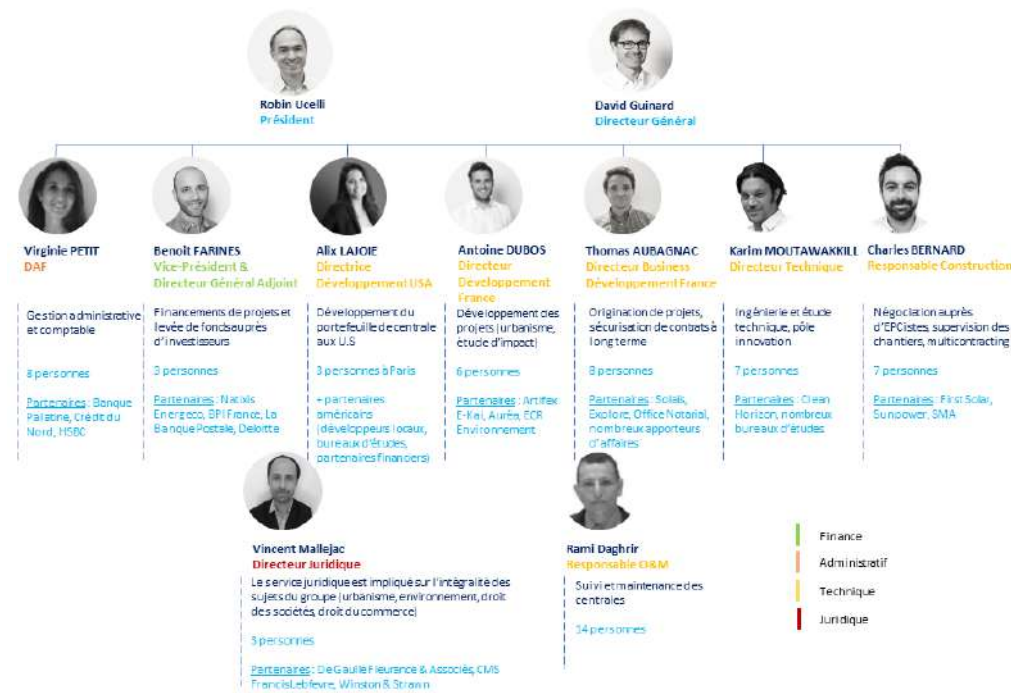 Robin Ucelli
Président
David Guinard
Directeur Général
Virginie PETIT
DAF
Gestion administrative
et comptable
8 personnes
Partenaires : Banque
Palatine, Crédit du
Nord, HSBC
Benoît FARINES
Vice-Président &
Directeur Général Adjoint
Financements de projets et
levée de fonds auprès
d'investisseurs
3 personnes
Partenaires : Natixis
Energeco, BPI France, La
Banque Postale, Deloitte
Alix LAJOIE
Directrice
Développement USA
Développement du
portefeuille de centrale
aux U.S
3 personnes à Paris
+ partenaires
américains
(développeurs locaux,
bureaux d'études,
partenaires financiers)
Antoine DUBOS
Directeur
Développement
France
Développement des
projets (urbanisme,
étude d'impact)
6 personnes
Partenaires : Artifex
E-Kai, Auréa, ECR
Environnement
Thomas AUBAGNAC
Directeur Business
Développement France
Origination de projets,
sécurisation de contrats à
long terme
8 personnes
Partenaires : Solais,
Explore, Office Notarial,
nombreux apporteurs
d'affaires
Karim MOUTAWAKKILL
Directeur Technique
Ingénierie et étude
technique, pôle
innovation
7 personnes
Partenaires : Clean
Horizon, nombreux
bureaux d'études
Charles BERNARD
Responsable Construction
Négociation auprès
d'EPCistes, supervision des
chantiers, multicontracting
7 personnes
Partenaires : First Solar,
Sunpower, SMA
Vincent Mallejac
Directeur Juridique
Le service juridique est impliqué sur l'intégralité des
sujets du groupe (urbanisme, environnement, droit
des sociétés, droit du commerce)
personnes
Partenaires : De Gaulle Fleurance & Associés, CMS
Francis Lebfevre, Winston & Strawn
Rami Daghrir
Responsable O&M
Suivi et maintenance des
centrales
14 personnes
Finance
Administratif
Technique
Juridique